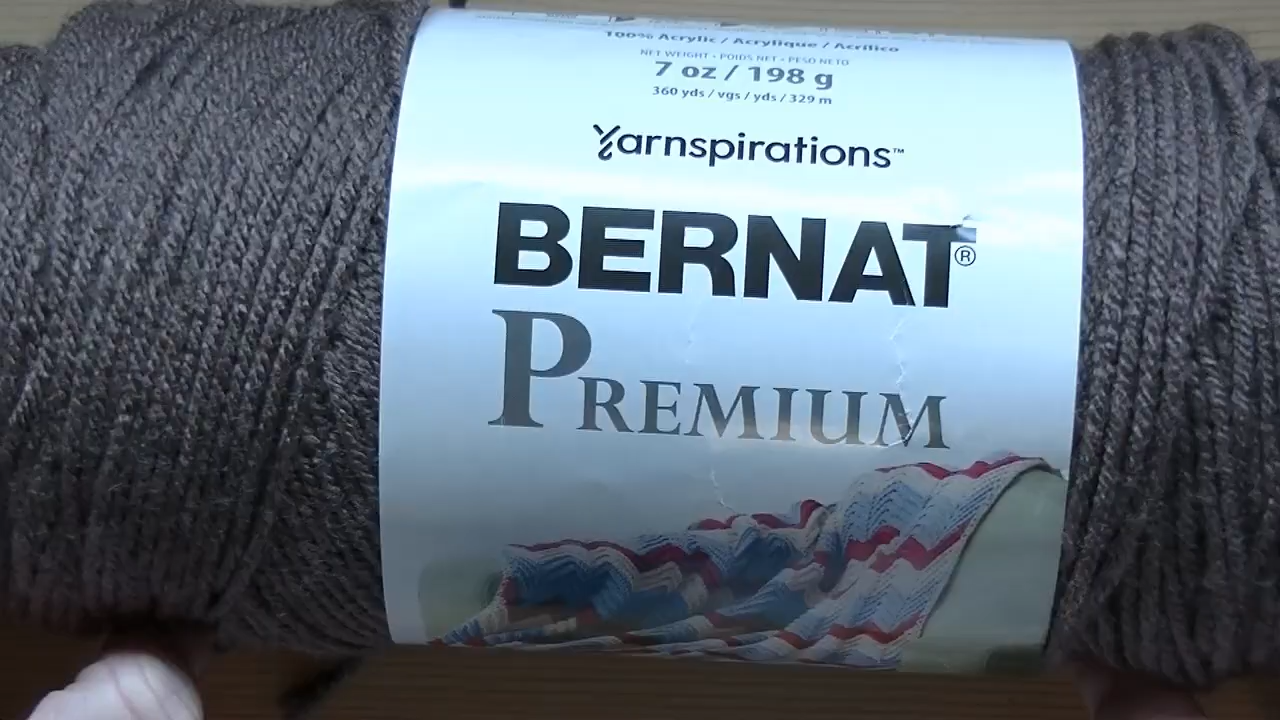 100% Acrylic / Acrylique / Acrílico
NET WEIGHT • POIDS NET • PESO NETO
7 oz / 198 g
360 yds / vgs / yds / 329 m
Yarnspirations™
BERNAT®
PREMIUM